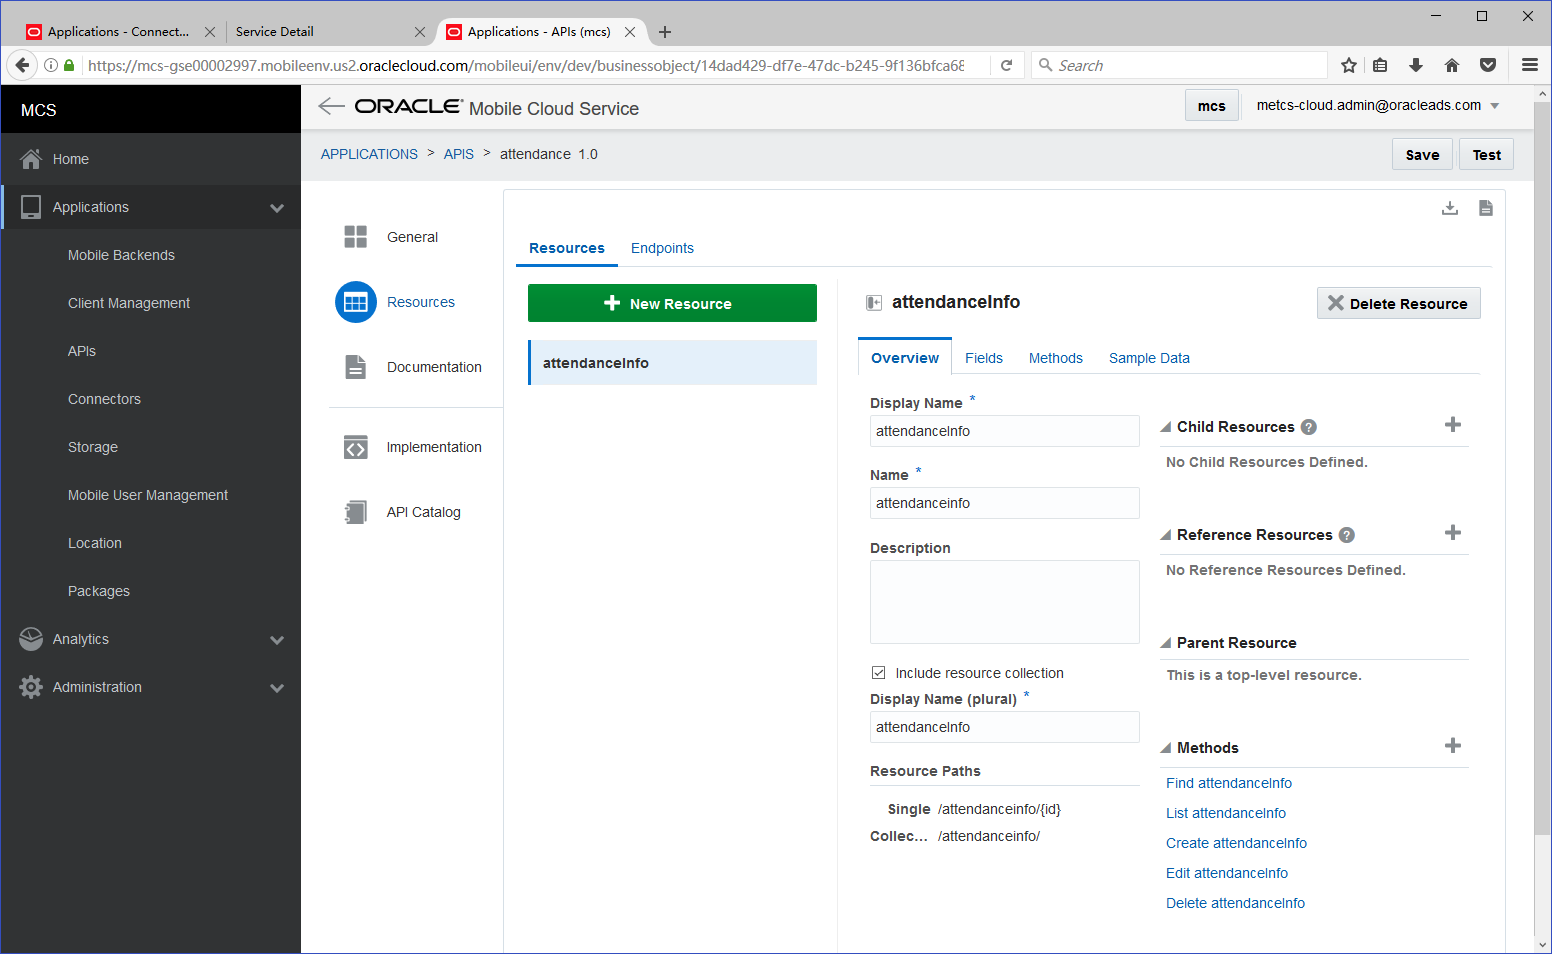 Applications - Connect...
Service Detail
Applications - APIs (mcs)
https://mcs-gse00002997.mobileenv.us2.oraclecloud.com/mobileui/env/dev/businessobject/14dad429-df7e-47dc-b245-9f136bfca68
Search
MCS
ORACLE Mobile Cloud Service
mcs
metcs-cloud.admin@oracleads.com
APPLICATIONS > APIS > attendance 1.0
Save
Test
Home
Applications
Mobile Backends
Client Management
APIs
Connectors
Storage
Mobile User Management
Location
Packages
Analytics
Administration
General
Resources
Documentation
Implementation
API Catalog
Resources
Endpoints
New Resource
attendanceInfo
attendanceInfo
Delete Resource
Overview
Fields
Methods
Sample Data
Display Name *
attendanceInfo
Name *
attendanceinfo
Description
Include resource collection
Display Name (plural) *
attendanceInfo
Resource Paths
Single /attendanceinfo/{id}
Collec... /attendanceinfo/
Child Resources ?
No Child Resources Defined.
Reference Resources ?
No Reference Resources Defined.
Parent Resource
This is a top-level resource.
Methods
Find attendanceInfo
List attendanceInfo
Create attendanceInfo
Edit attendanceInfo
Delete attendanceInfo